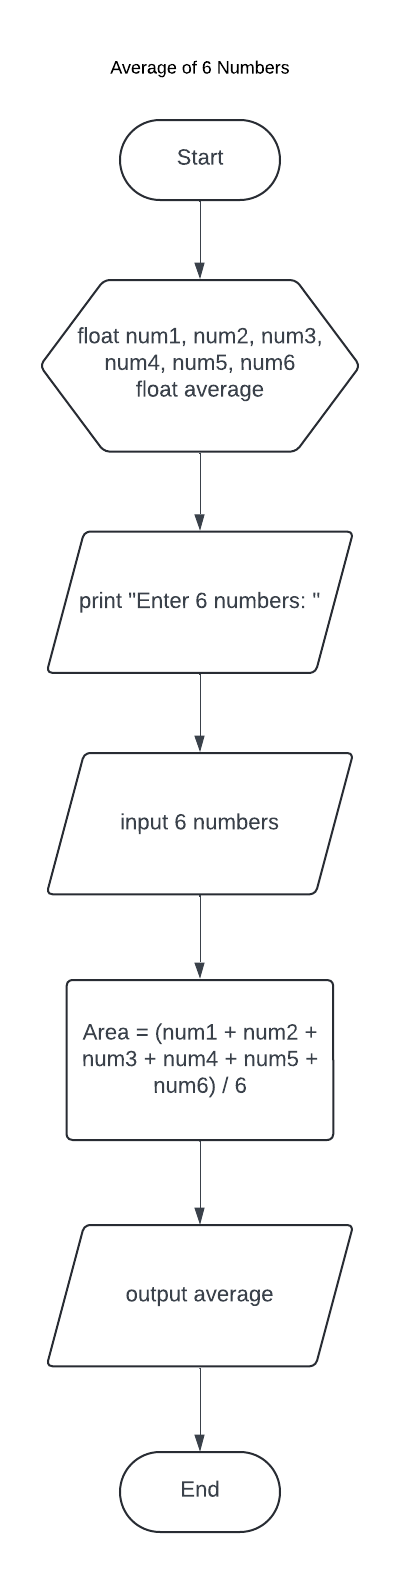 Average of 6 Numbers
Start
float num1, num2, num3,
num4, num5, num6
float average
print "Enter 6 numbers: "
input 6 numbers
Area = (num1 + num2 +
num3 + num4 + num5 +
num6) / 6
output average
End